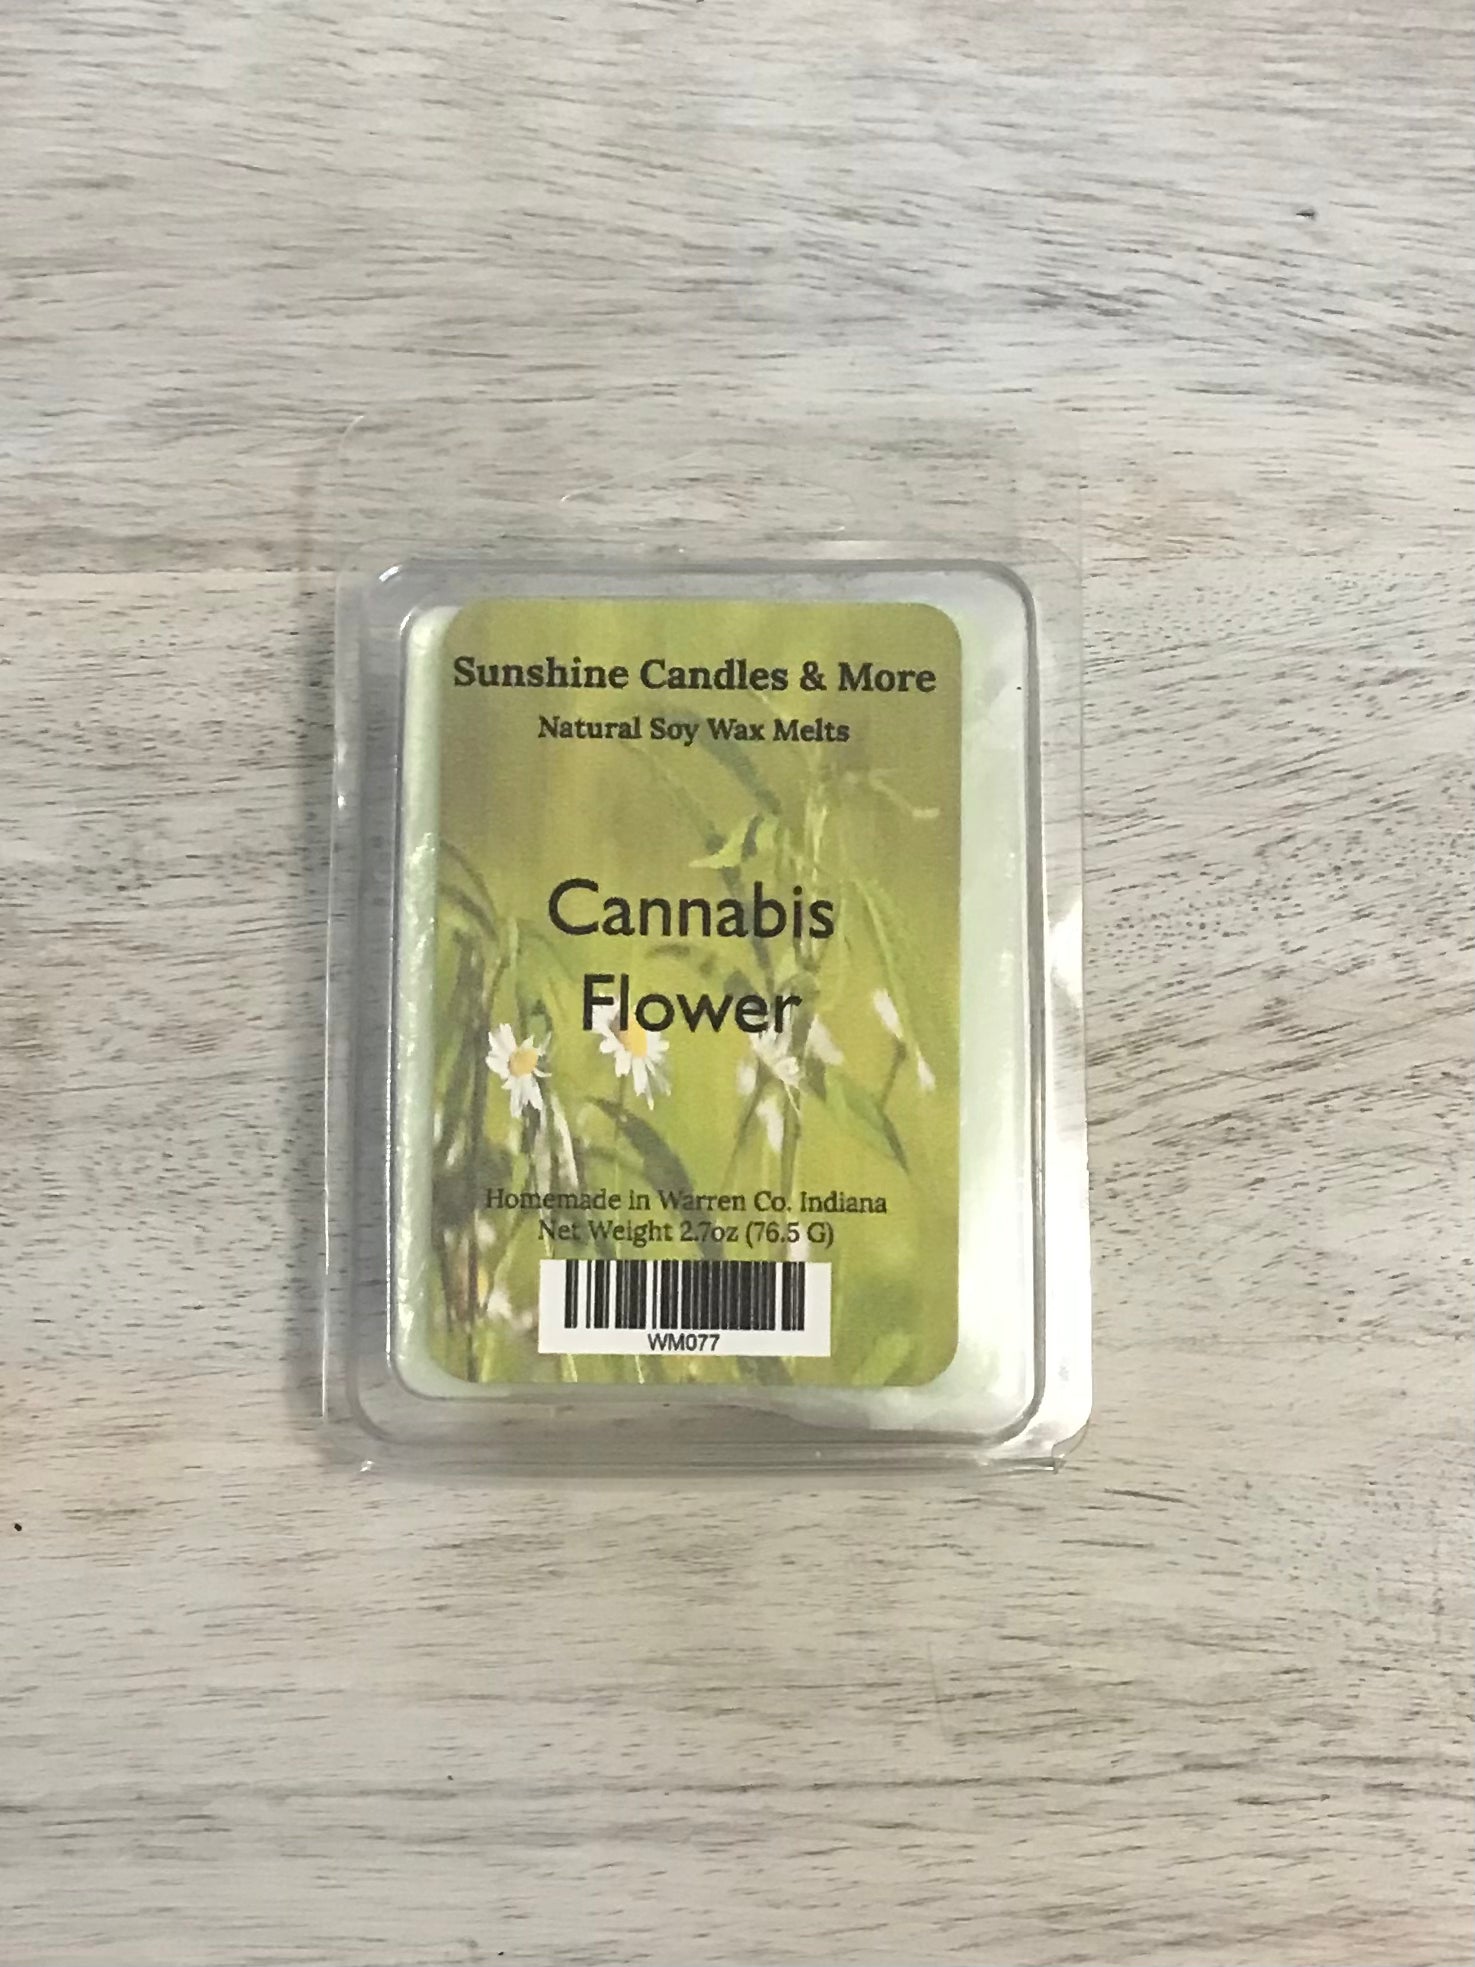 Sunshine Candles & More
Natural Soy Wax Melts
Cannabis
Flower
Homemade in Warren Co. Indiana
Net Weight 2.7oz (76.5 G)
WM077